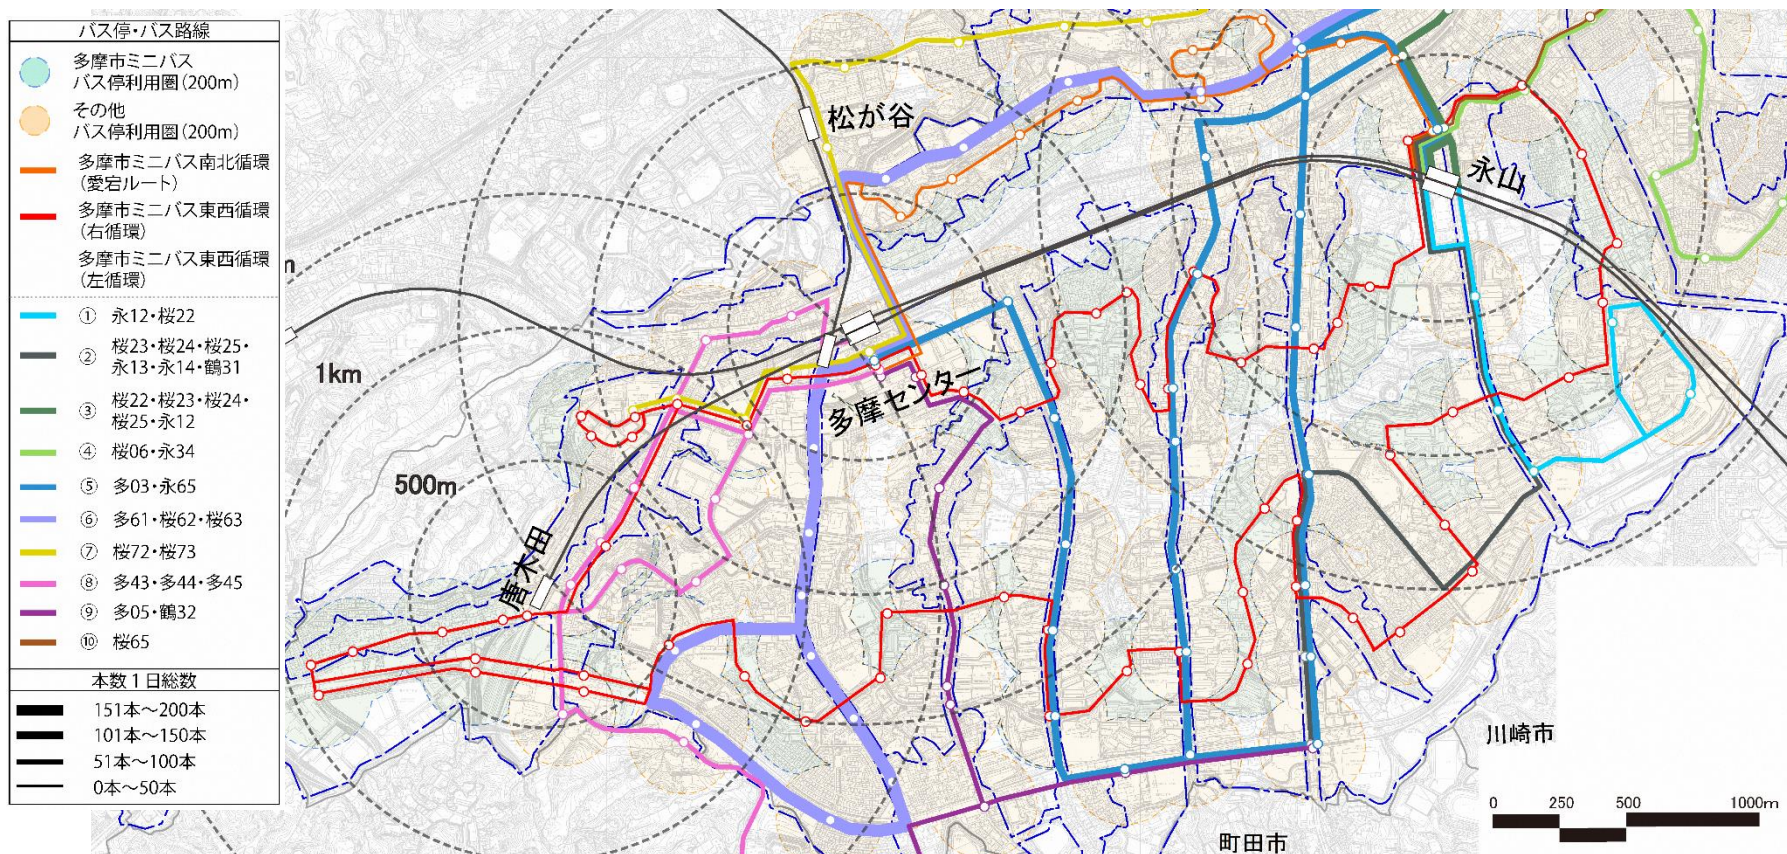 バス停・バス路線
多摩市ミニバス
バス停利用圏(200m)
その他
バス停利用圏(200m)
多摩市ミニバス南北循環
(愛宕ルート)
多摩市ミニバス東西循環
(右循環)
多摩市ミニバス東西循環
(左循環)
① 永12・桜22
② 桜23・桜24・桜25・
永13・永14・鶴31
③ 桜22・桜23・桜24・
桜25・永12
④ 桜06・永34
⑤ 多03・永65
⑥ 多61・桜62・桜63
⑦ 桜72・桜73
⑧ 多43・多44・多45
⑨ 多05・鶴32
⑩ 桜65
本数1日総数
151本～200本
101本～150本
51本～100本
0本～50本
松が谷
永山
多摩センター
唐木田
1km
500m
川崎市
町田市
0 250 500 1000m